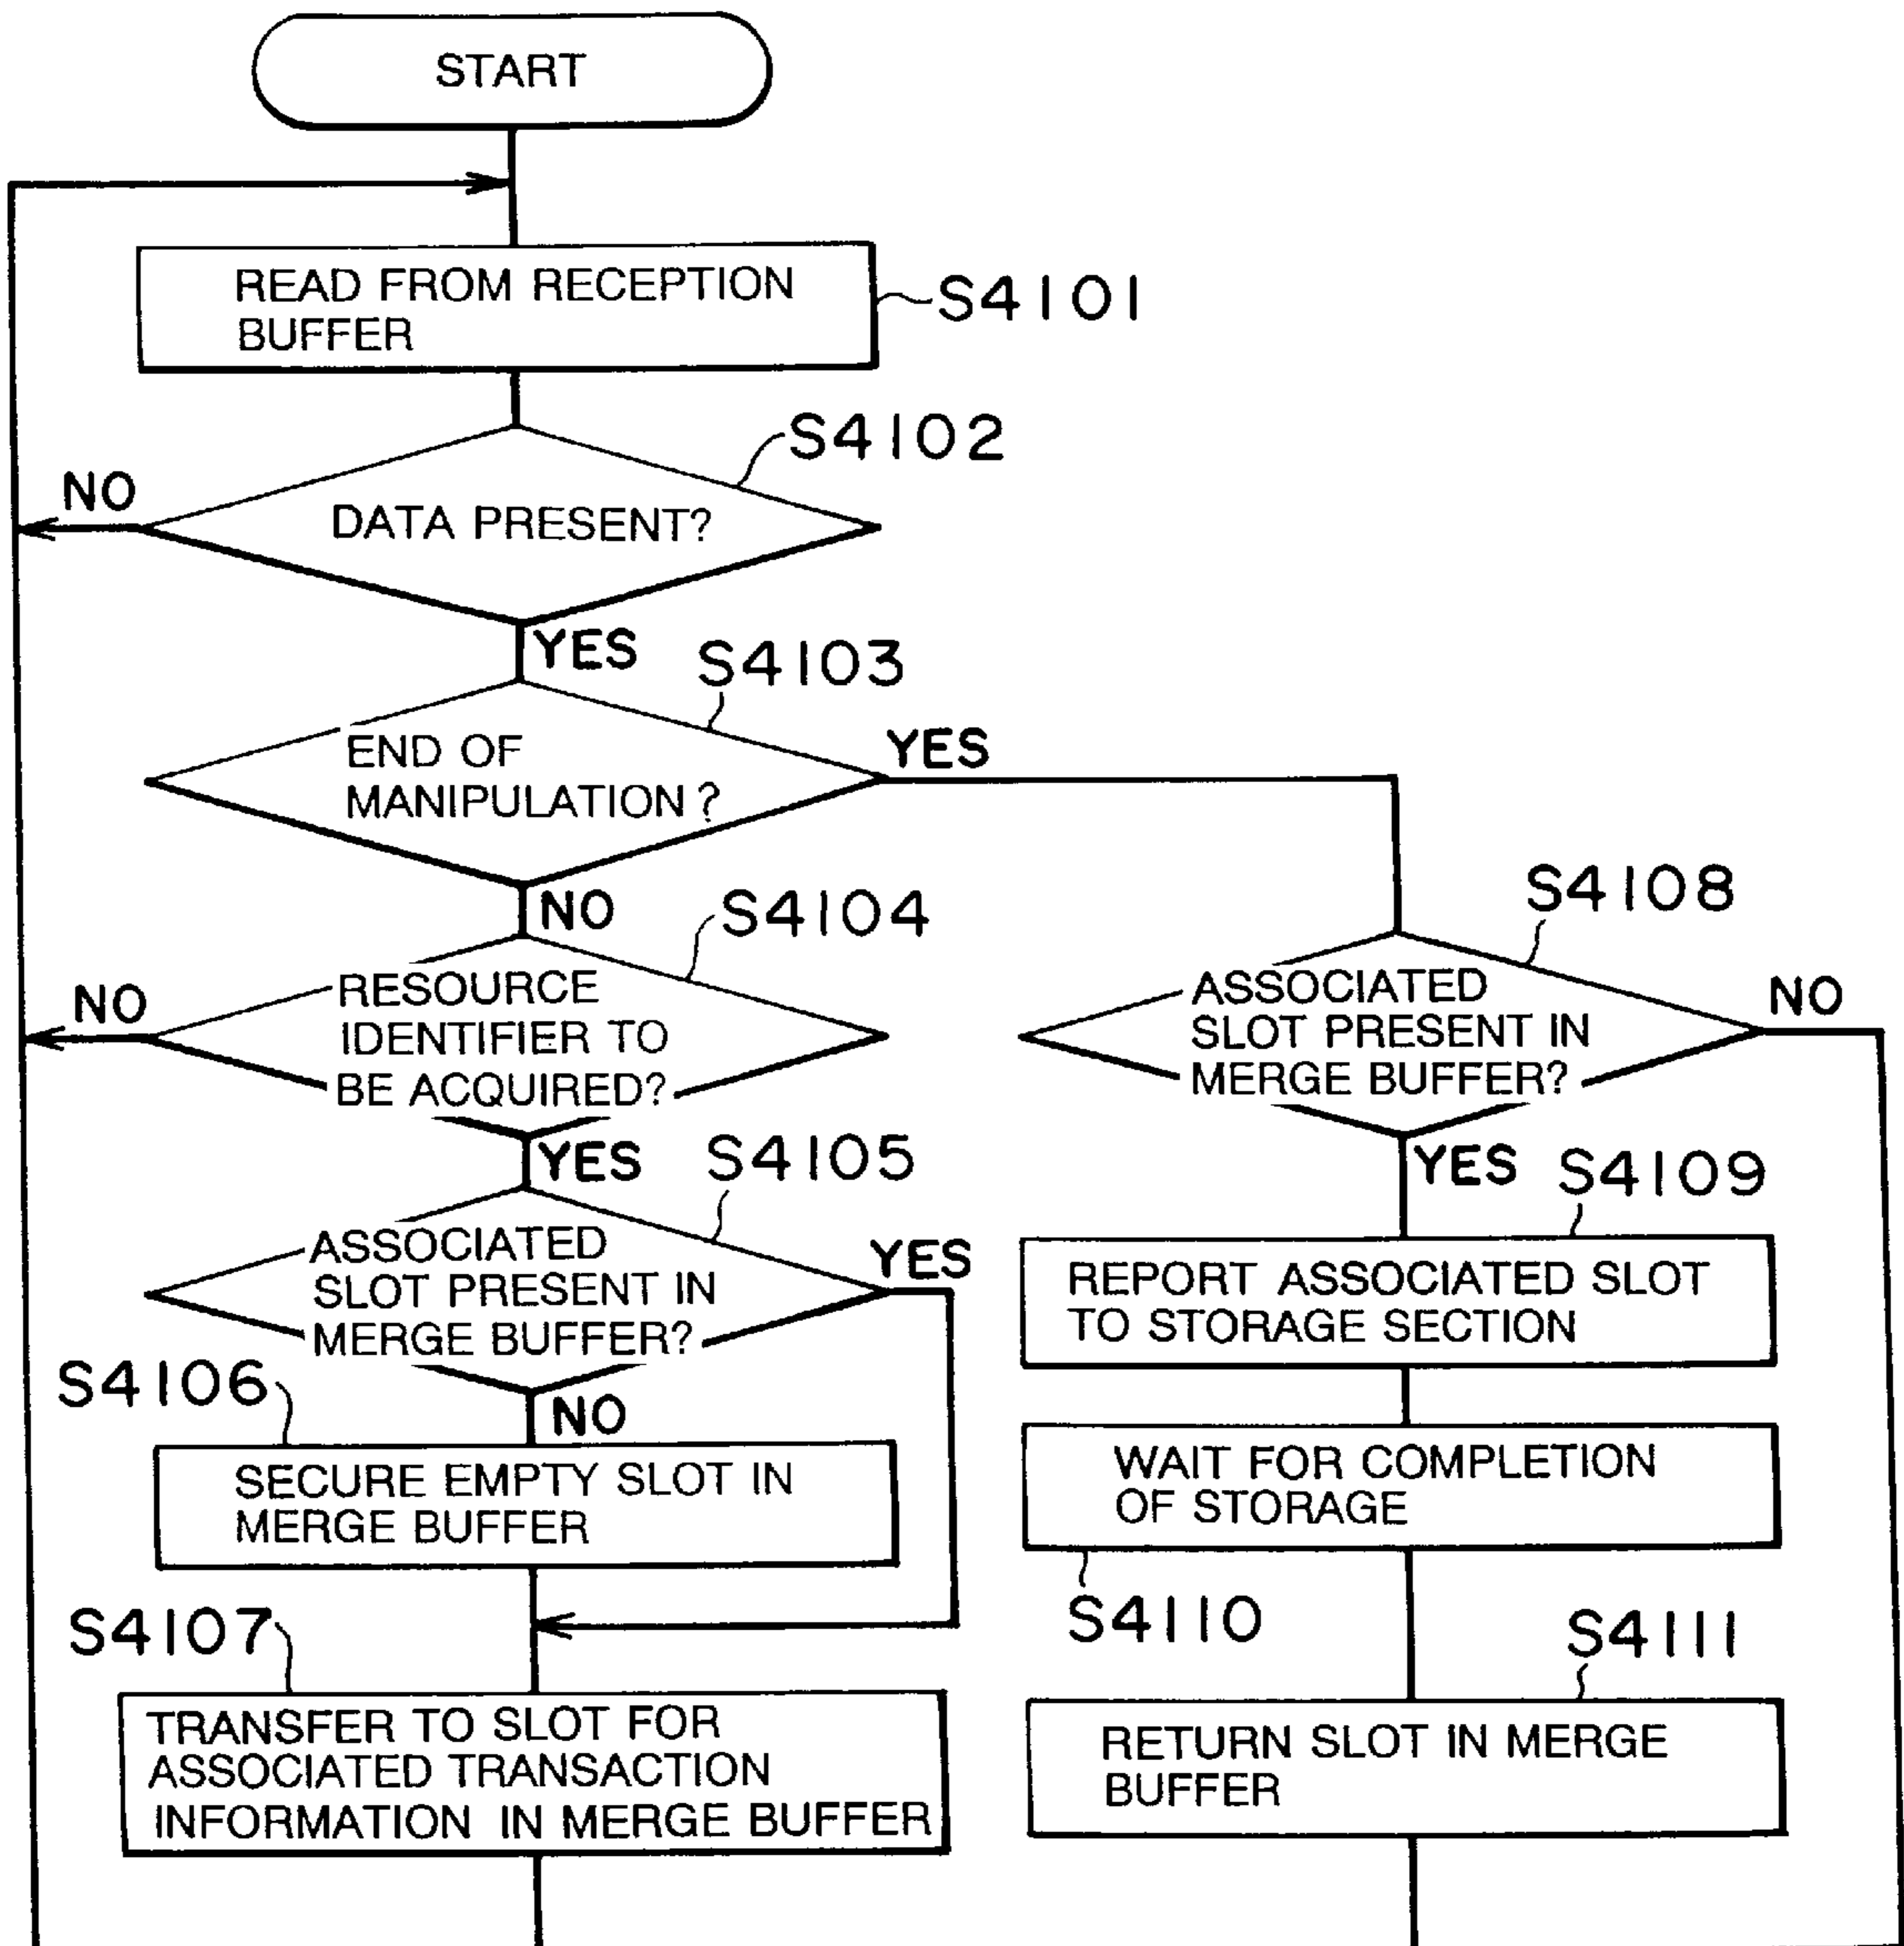 START
READ FROM RECEPTION
BUFFER
S4101
S4102
NO
DATA PRESENT?
YES
S4103
END OF
MANIPULATION?
YES
NO
S4104
NO
RESOURCE
IDENTIFIER TO
BE ACQUIRED?
YES
S4105
ASSOCIATED
SLOT PRESENT IN
MERGE BUFFER?
YES
S4106
NO
SECURE EMPTY SLOT IN
MERGE BUFFER
S4107
TRANSFER TO SLOT FOR
ASSOCIATED TRANSACTION
INFORMATION IN MERGE BUFFER
S4108
ASSOCIATED
SLOT PRESENT IN
MERGE BUFFER?
NO
YES
S4109
REPORT ASSOCIATED SLOT
TO STORAGE SECTION
WAIT FOR COMPLETION
OF STORAGE
S4110
S4111
RETURN SLOT IN MERGE
BUFFER